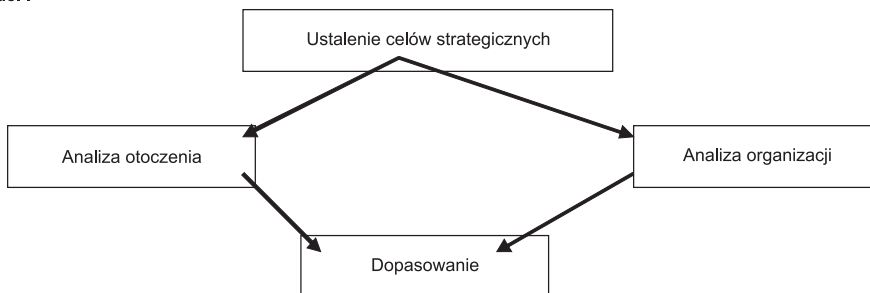 Ustalenie celów strategicznych
Analiza otoczenia
Analiza organizacji
Dopasowanie